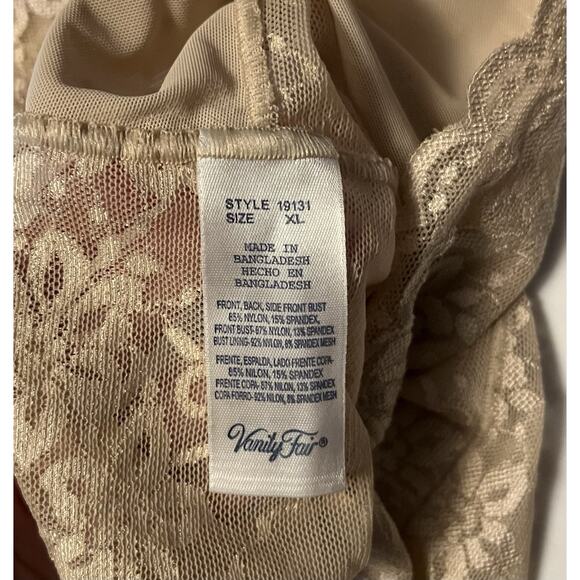 STYLE 19131
SIZE XL
MADE IN
BANGLADESH
HECHO EN
BANGLADESH
FRONT, BACK, SIDE FRONT BUST
85% NYLON, 15% SPANDEX,
FRONT BUST-87% NYLON, 13% SPANDEX
BUST LINING- 92% NYLON, 8% SPANDEX MESH
FRENTE, ESPALDA, LADO FRENTE COPA-
85% NILON, 15% SPANDEX
FRENTE COPA- 87% NILON, 13% SPANDEX
COPA FORRO- 92% NILON, 8% SPANDEX MESH
Vanity Fair®